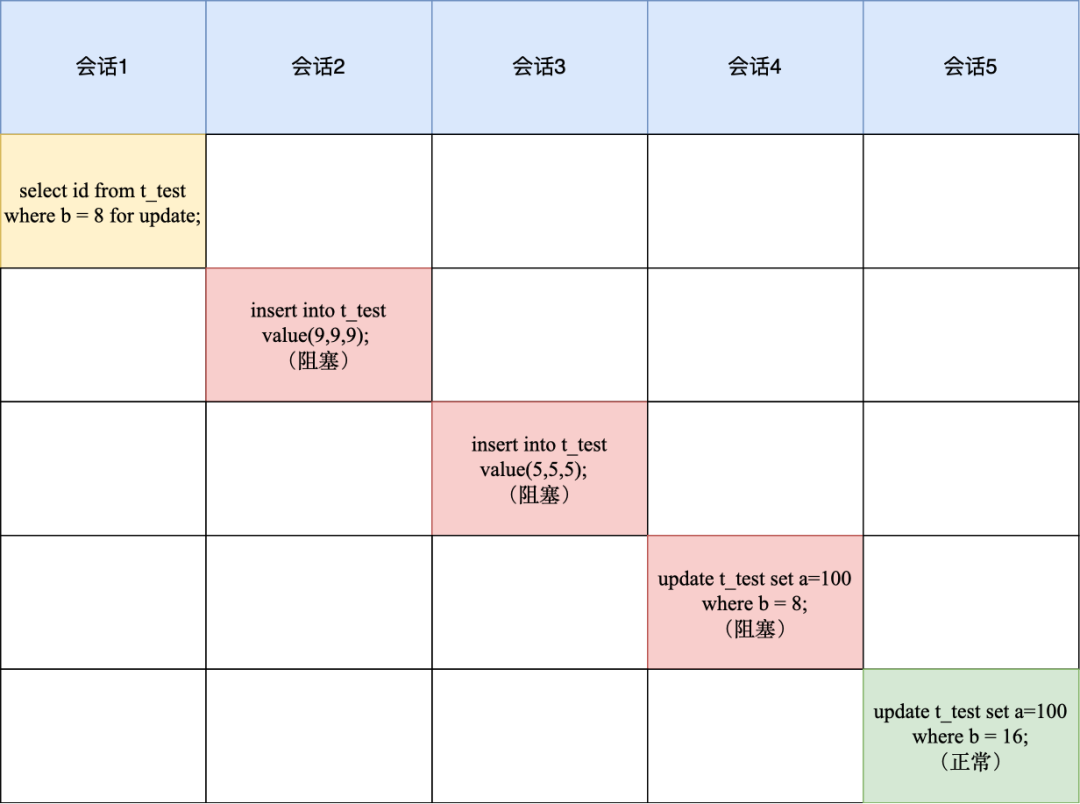 会话1
会话2
会话3
会话4
会话5
select id from t_test
where b = 8 for update;
insert into t_test
value(9,9,9);
（阻塞）
insert into t_test
value(5,5,5);
（阻塞）
update t_test set a=100
where b = 8;
（阻塞）
update t_test set a=100
where b = 16;
（正常）